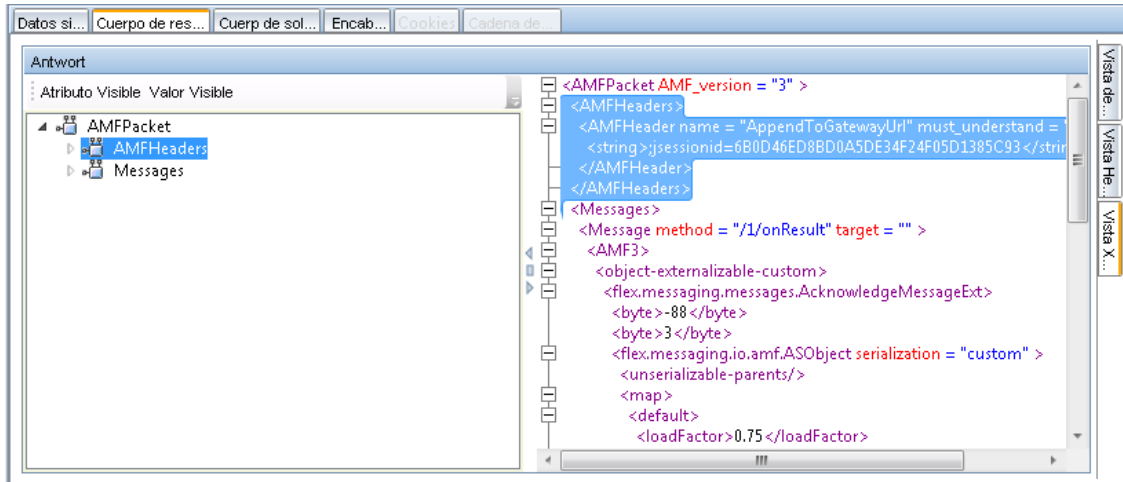 Datos si... Cuerpo de res... Cuerp de sol... Encab... Cookies Cadena de...
Antwort
Atributo Visible Valor Visible
AMFPacket
AMFHeaders
Messages
<AMFPacket AMF_version = "3" >
<AMFHeaders>
<AMFHeader name = "AppendToGatewayUrl" must_understand =
<string>;jsessionid=6B0D46ED8BD0A5DE34F24F05D1385C93</strin
</AMFHeader>
</AMFHeaders>
<Messages>
<Message method = "/1/onResult" target = "" >
<AMF3>
<object-externalizable-custom>
<flex.messaging.messages.AcknowledgeMessageExt>
<byte>-88</byte>
<byte>3</byte>
<flex.messaging.io.amf.ASObject serialization = "custom" >
<unserializable-parents/>
<map>
<default>
<loadFactor>0.75</loadFactor>
Vista de...
Vista He...
Vista X...